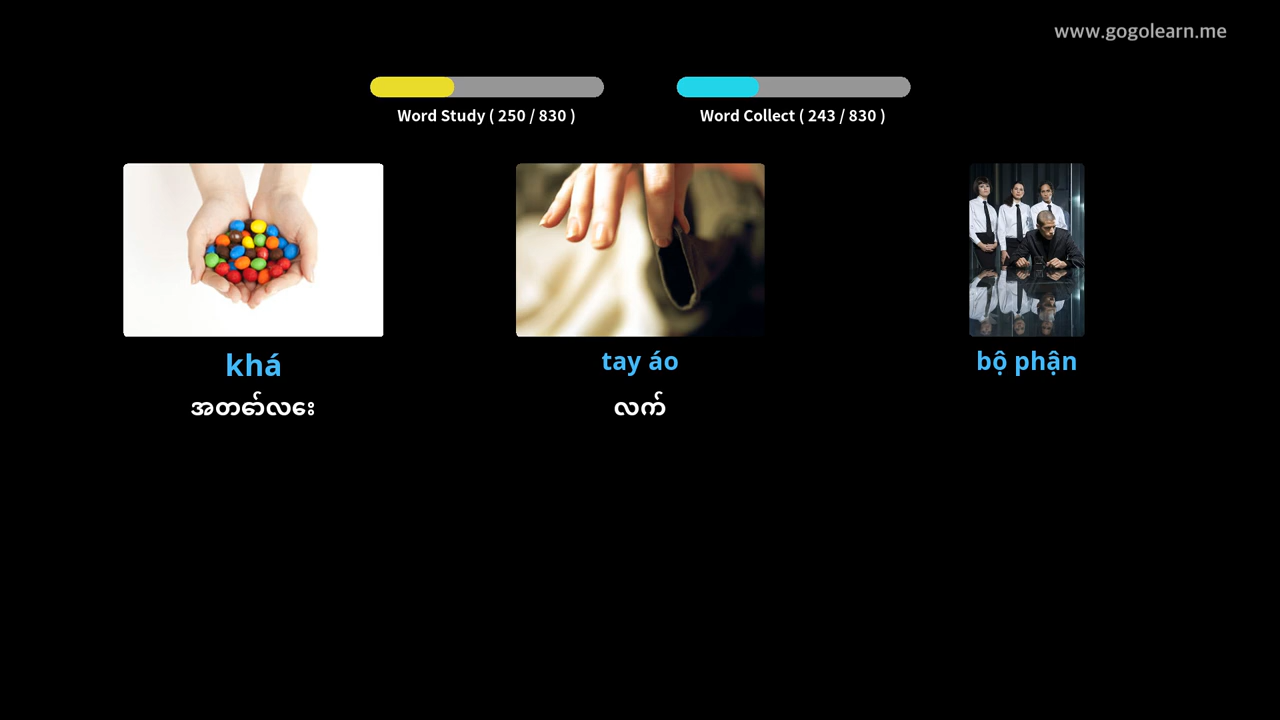 www.gogolearn.me
Word Study ( 250 / 830 )
Word Collect ( 243 / 830 )
khá
tay áo
bộ phận
အတော်လေး
လက်